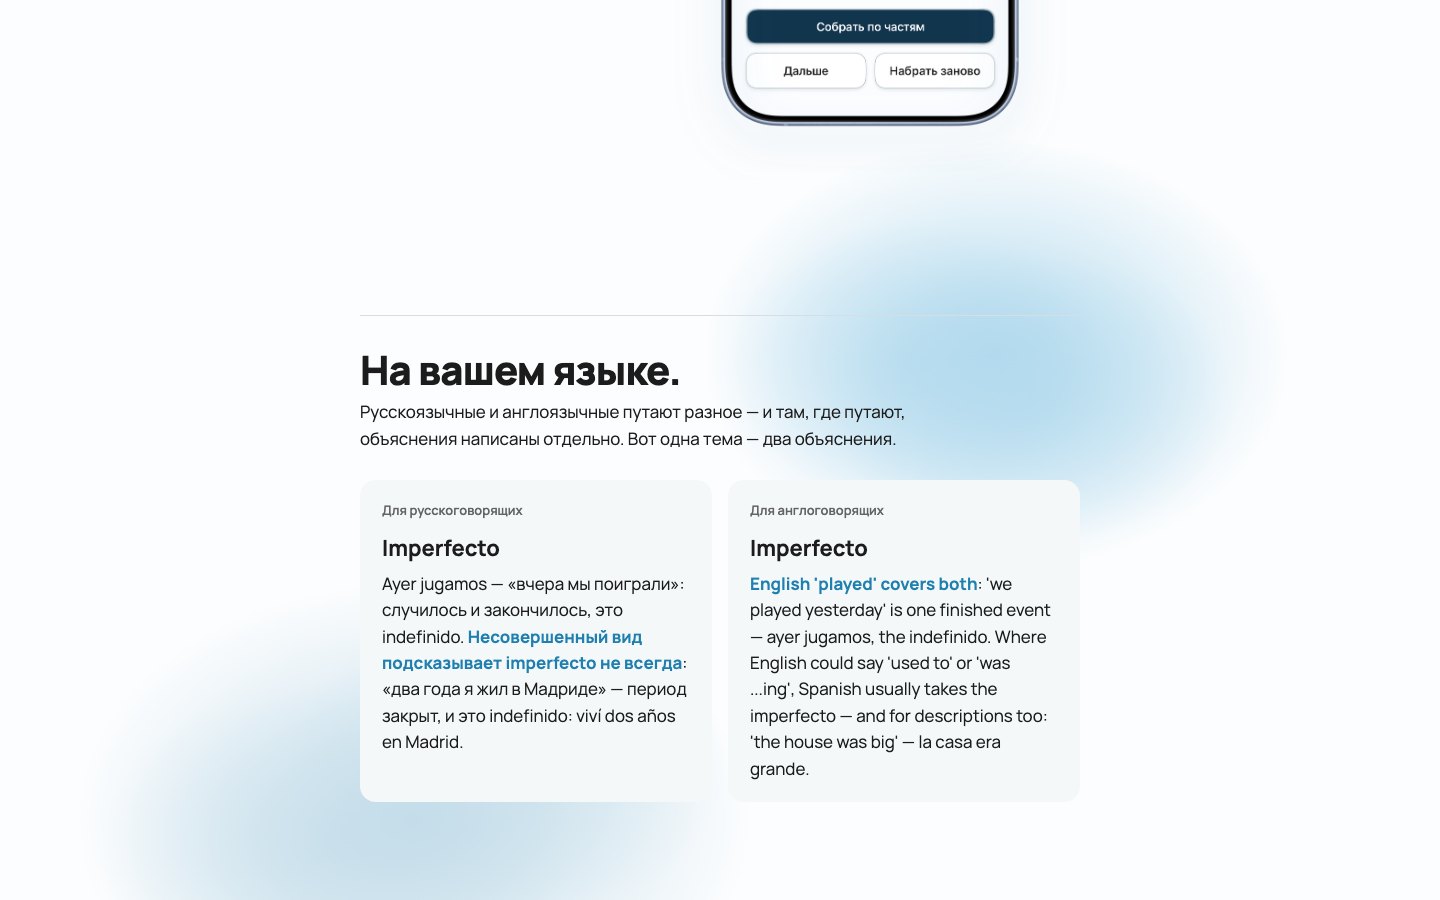 Собрать по частям
Дальше
Набрать заново
На вашем языке.
Русскоязычные и англоязычные путают разное — и там, где путают,
объяснения написаны отдельно. Вот одна тема — два объяснения.
Для русскоговорящих
Imperfecto
Ayer jugamos — «вчера мы поиграли»:
случилось и закончилось, это
indefinido. Несовершенный вид
подсказывает imperfecto не всегда:
«два года я жил в Мадриде» — период
закрыт, и это indefinido: viví dos años
en Madrid.
Для англоговорящих
Imperfecto
English 'played' covers both: 'we
played yesterday' is one finished event
— ayer jugamos, the indefinido. Where
English could say 'used to' or 'was
...ing', Spanish usually takes the
imperfecto — and for descriptions too:
'the house was big' — la casa era
grande.